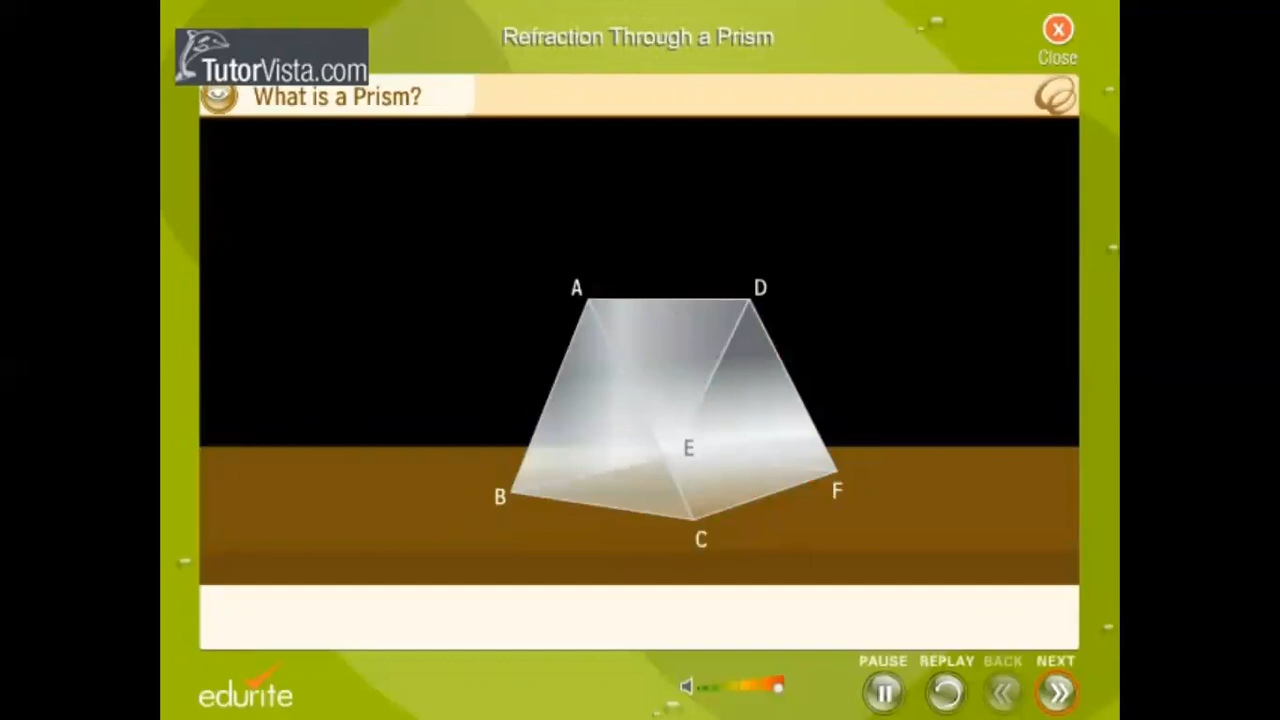 Refraction Through a Prism
Close
TutorVista.com
What is a Prism?
A
D
E
B
F
C
PAUSE REPLAY BACK NEXT
edurite